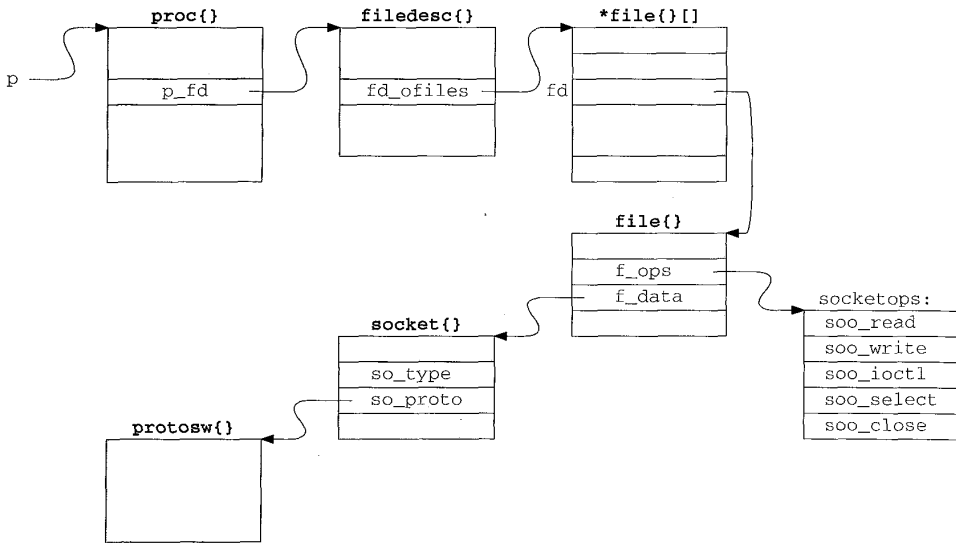 proc{}
filedesc{}
*file{}[]
p
p_fd
fd_ofiles
fd
file{}
f_ops
f_data
socketops:
soo_read
soo_write
soo_ioctl
soo_select
soo_close
socket{}
so_type
so_proto
protosw{}